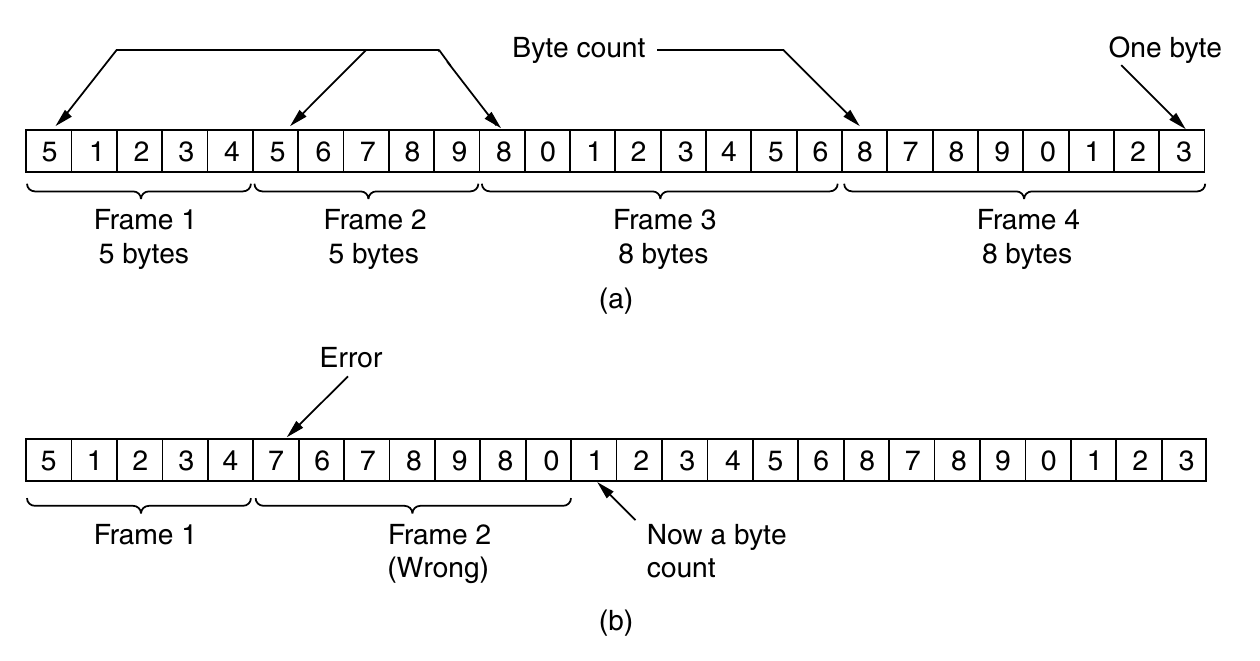 Byte count One byte
5 1 2 3 4 5 6 7 8 9 8 0 1 2 3 4 5 6 8 7 8 9 0 1 2 3
Frame 1 Frame 2 Frame 3 Frame 4
5 bytes 5 bytes 8 bytes 8 bytes
(a)
Error
5 1 2 3 4 7 6 7 8 9 8 0 1 2 3 4 5 6 8 7 8 9 0 1 2 3
Frame 1 Frame 2 Now a byte
(Wrong) count
(b)